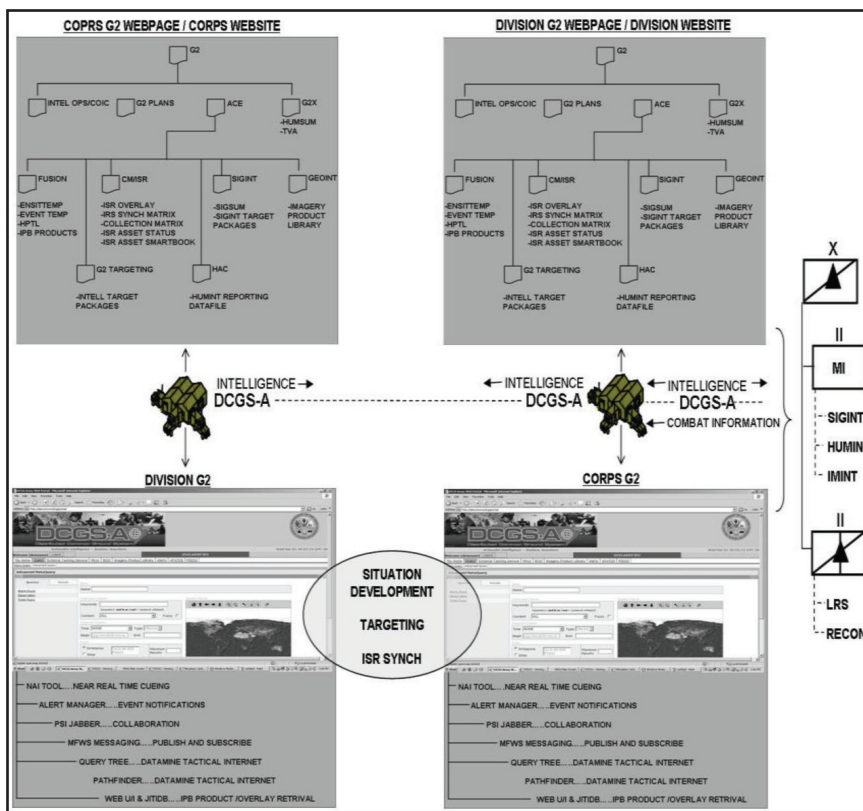 COPRS G2 WEBPAGE / CORPS WEBSITE
G2
INTEL OPS/COIC
G2 PLANS
ACE
G2X
-HUMSUM
-TVA
FUSION
-ENSITTEMP
-EVENT TEMP
-HPTL
-IPB PRODUCTS
CM/ISR
-ISR OVERLAY
-IRS SYNCH MATRIX
-COLLECTION MATRIX
-ISR ASSET STATUS
-ISR ASSET SMARTBOOK
SIGINT
-SIGSUM
-SIGINT TARGET
PACKAGES
GEOINT
-IMAGERY
PRODUCT
LIBRARY
G2 TARGETING
-INTELL TARGET
PACKAGES
HAC
-HUMINT REPORTING
DATAFILE
DIVISION G2 WEBPAGE / DIVISION WEBSITE
G2
INTEL OPS/COIC
G2 PLANS
ACE
G2X
-HUMSUM
-TVA
FUSION
-ENSITTEMP
-EVENT TEMP
-HPTL
-IPB PRODUCTS
CM/ISR
-ISR OVERLAY
-IRS SYNCH MATRIX
-COLLECTION MATRIX
-ISR ASSET STATUS
-ISR ASSET SMARTBOOK
SIGINT
-SIGSUM
-SIGINT TARGET
PACKAGES
GEOINT
-IMAGERY
PRODUCT
LIBRARY
G2 TARGETING
-INTELL TARGET
PACKAGES
HAC
-HUMINT REPORTING
DATAFILE
INTELLIGENCE
DCGS-A
INTELLIGENCE
DCGS-A
INTELLIGENCE
DCGS-A
COMBAT INFORMATION
X
II
MI
SIGINT
HUMIN
IMINT
II
LRS
RECON
DIVISION G2
DCGS-A
SITUATION
DEVELOPMENT
TARGETING
ISR SYNCH
NAI TOOL.....NEAR REAL TIME CUEING
ALERT MANAGER.....EVENT NOTIFICATIONS
PSI JABBER.....COLLABORATION
MFWS MESSAGING.....PUBLISH AND SUBSCRIBE
QUERY TREE.....DATAMINE TACTICAL INTERNET
PATHFINDER.....DATAMINE TACTICAL INTERNET
WEB U/I & JTIDB.....IPB PRODUCT /OVERLAY RETRIVAL
CORPS G2
DCGS-A
NAI TOOL.....NEAR REAL TIME CUEING
ALERT MANAGER.....EVENT NOTIFICATIONS
PSI JABBER.....COLLABORATION
MFWS MESSAGING.....PUBLISH AND SUBSCRIBE
QUERY TREE.....DATAMINE TACTICAL INTERNET
PATHFINDER.....DATAMINE TACTICAL INTERNET
WEB U/I & JITIDB.....IPB PRODUCT /OVERLAY RETRIVAL